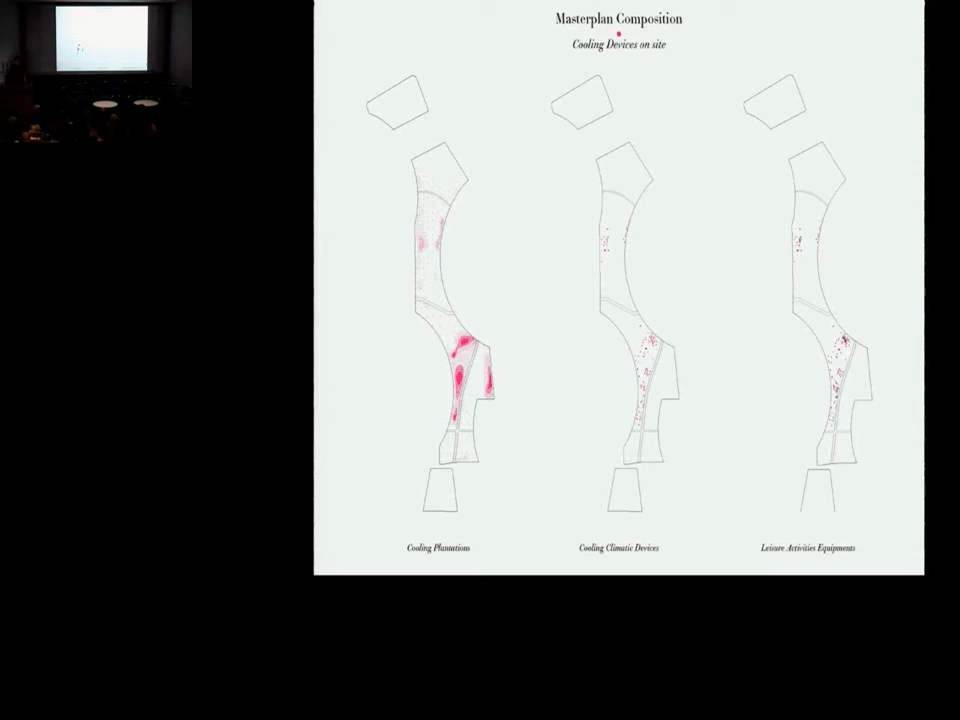 Masterplan Composition
Cooling Devices on site
Cooling Plantations
Cooling Climatic Devices
Leisure Activities Equipments